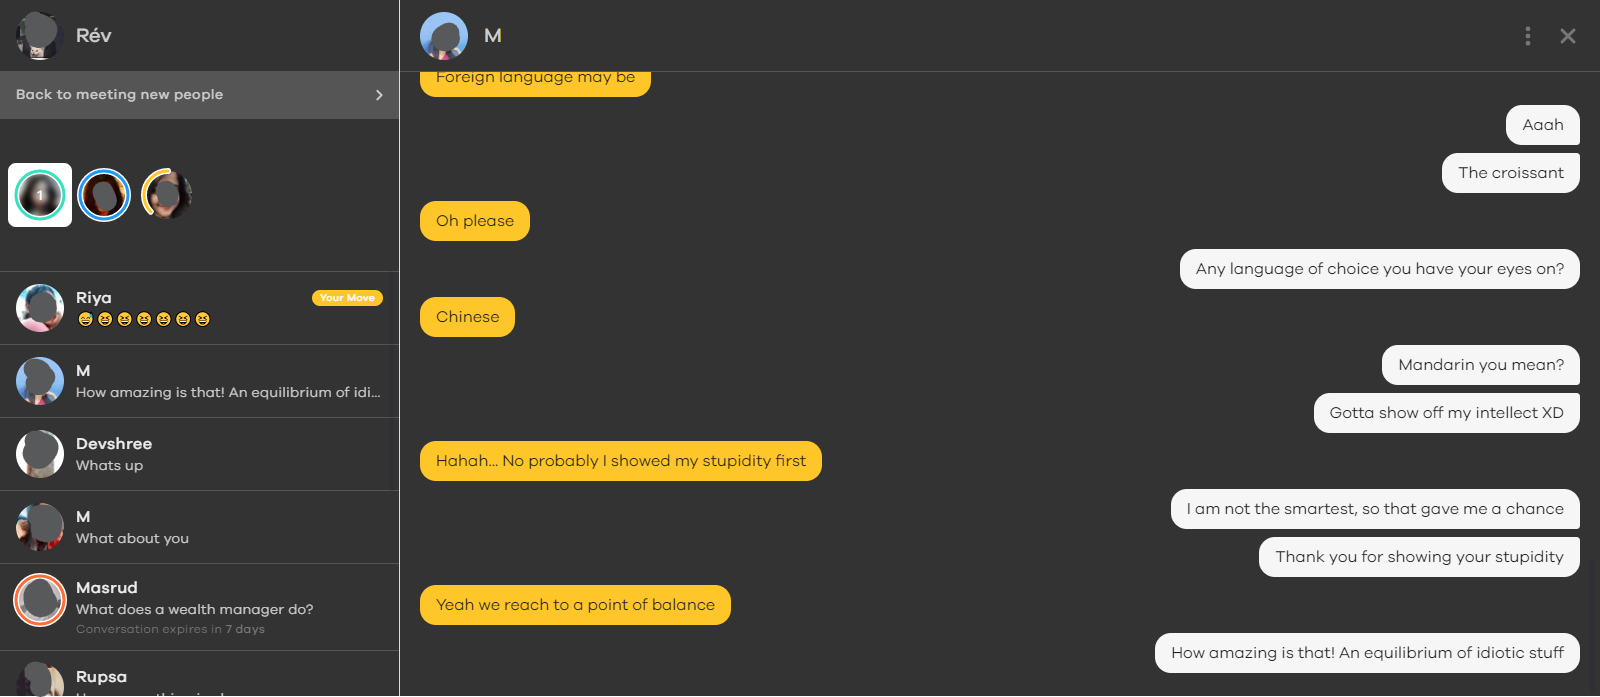 Rév
Back to meeting new people
1
Riya
Your Move
😅😆😆😆😆😆😆
M
How amazing is that! An equilibrium of idi...
Devshree
Whats up
M
What about you
Masrud
What does a wealth manager do?
Conversation expires in 7 days
Rupsa
M
Foreign language may be
Aaah
The croissant
Oh please
Any language of choice you have your eyes on?
Chinese
Mandarin you mean?
Gotta show off my intellect XD
Hahah... No probably I showed my stupidity first
I am not the smartest, so that gave me a chance
Thank you for showing your stupidity
Yeah we reach to a point of balance
How amazing is that! An equilibrium of idiotic stuff